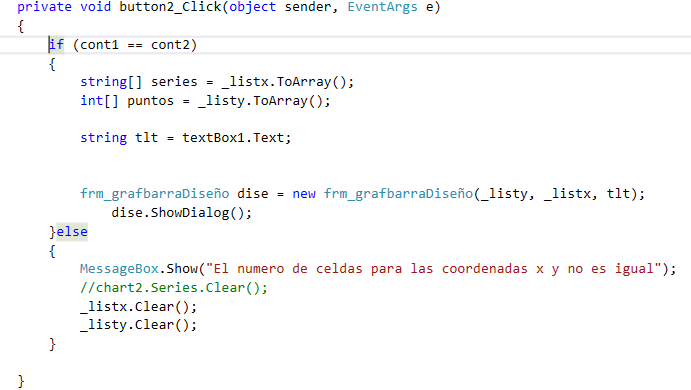 private void button2_Click(object sender, EventArgs e)
{
if (cont1 == cont2)
{
string[] series = _listx.ToArray();
int[] puntos = _listy.ToArray();
string tlt = textBox1.Text;
frm_grafbarraDiseño dise = new frm_grafbarraDiseño(_listy, _listx, tlt);
dise.ShowDialog();
}else
{
MessageBox.Show("El numero de celdas para las coordenadas x y no es igual");
//chart2.Series.Clear();
_listx.Clear();
_listy.Clear();
}
}